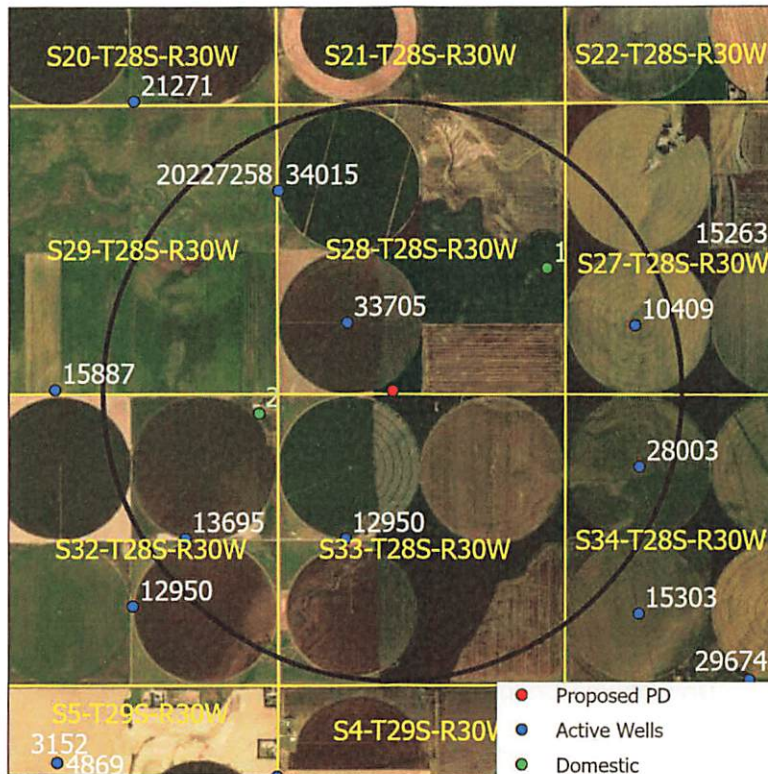 S20-T28S-R30W
S21-T28S-R30W
S22-T28S-R30W
21271
20227258
34015
15263
S29-T28S-R30W
S28-T28S-R30W
1
S27-T28S-R30W
33705
10409
15887
2
28003
13695
12950
S32-T28S-R30W
S33-T28S-R30W
S34-T28S-R30W
12950
15303
29674
S5-T29S-R30W
S4-T29S-R30W
Proposed PD
Active Wells
Domestic
3152
4869